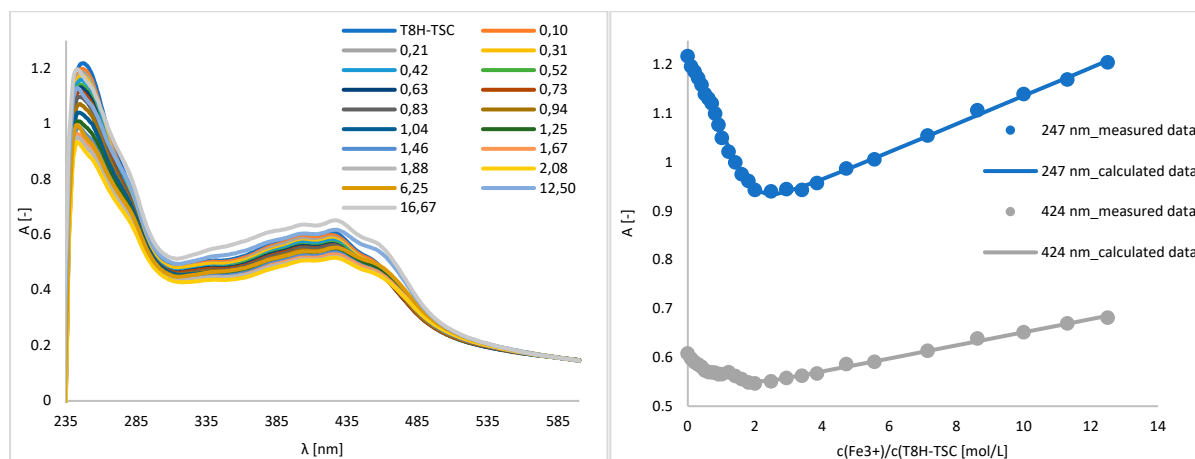 T8H-TSC 0,10
0,21 0,31
0,42 0,52
0,63 0,73
0,83 0,94
1,04 1,25
1,46 1,67
1,88 2,08
6,25 12,50
16,67
1.2
1
0.8
0.6
0.4
0.2
0
A [-]
235 285 335 385 435 485 535 585
λ [nm]
1.2
1.1
1
0.9
0.8
0.7
0.6
0.5
A [-]
247 nm_measured data
247 nm_calculated data
424 nm_measured data
424 nm_calculated data
0 2 4 6 8 10 12 14
c(Fe3+)/c(T8H-TSC [mol/L]